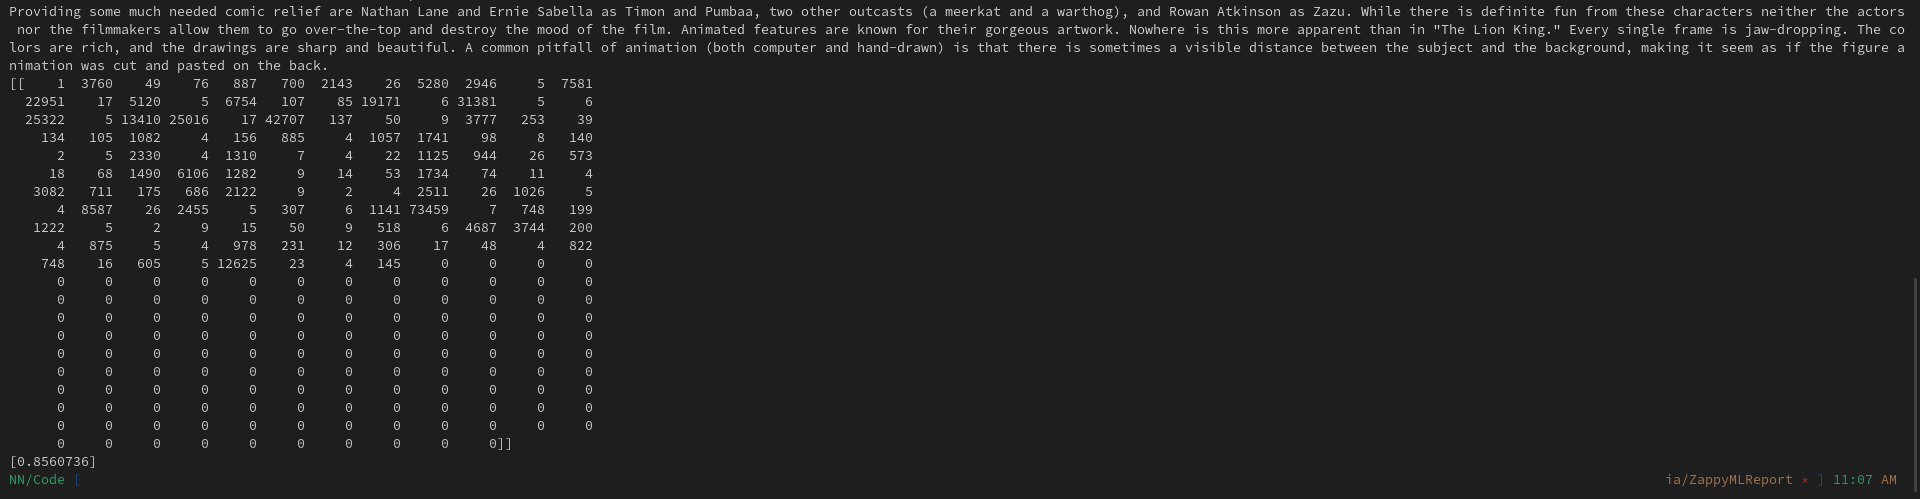 Providing some much needed comic relief are Nathan Lane and Ernie Sabella as Timon and Pumbaa, two other outcasts (a meerkat and a warthog), and Rowan Atkinson as Zazu. While there is definite fun from these characters neither the actors
 nor the filmmakers allow them to go over-the-top and destroy the mood of the film. Animated features are known for their gorgeous artwork. Nowhere is this more apparent than in "The Lion King." Every single frame is jaw-dropping. The co
lors are rich, and the drawings are sharp and beautiful. A common pitfall of animation (both computer and hand-drawn) is that there is sometimes a visible distance between the subject and the background, making it seem as if the figure a
nimation was cut and pasted on the back.
[[    1  3760    49    76   887   700  2143    26  5280  2946     5  7581
  22951    17  5120     5  6754   107    85 19171     6 31381     5     6
  25322     5 13410 25016    17 42707   137    50     9  3777   253    39
    134   105  1082     4   156   885     4  1057  1741    98     8   140
      2     5  2330     4  1310     7     4    22  1125   944    26   573
     18    68  1490  6106  1282     9    14    53  1734    74    11     4
   3082   711   175   686  2122     9     2     4  2511    26  1026     5
      4  8587    26  2455     5   307     6  1141 73459     7   748   199
   1222     5     2     9    15    50     9   518     6  4687  3744   200
      4   875     5     4   978   231    12   306    17    48     4   822
    748    16   605     5 12625    23     4   145     0     0     0     0
      0     0     0     0     0     0     0     0     0     0     0     0
      0     0     0     0     0     0     0     0     0     0     0     0
      0     0     0     0     0     0     0     0     0     0     0     0
      0     0     0     0     0     0     0     0     0     0     0     0
      0     0     0     0     0     0     0     0     0     0     0     0
      0     0     0     0     0     0     0     0     0     0     0     0
      0     0     0     0     0     0     0     0     0     0     0     0
      0     0     0     0     0     0     0     0     0     0     0     0
      0     0     0     0     0     0     0     0     0     0     0     0
      0     0     0     0     0     0     0     0     0     0]]
[0.8560736]
NN/Code [ ia/ZappyMLReport * ] 11:07 AM